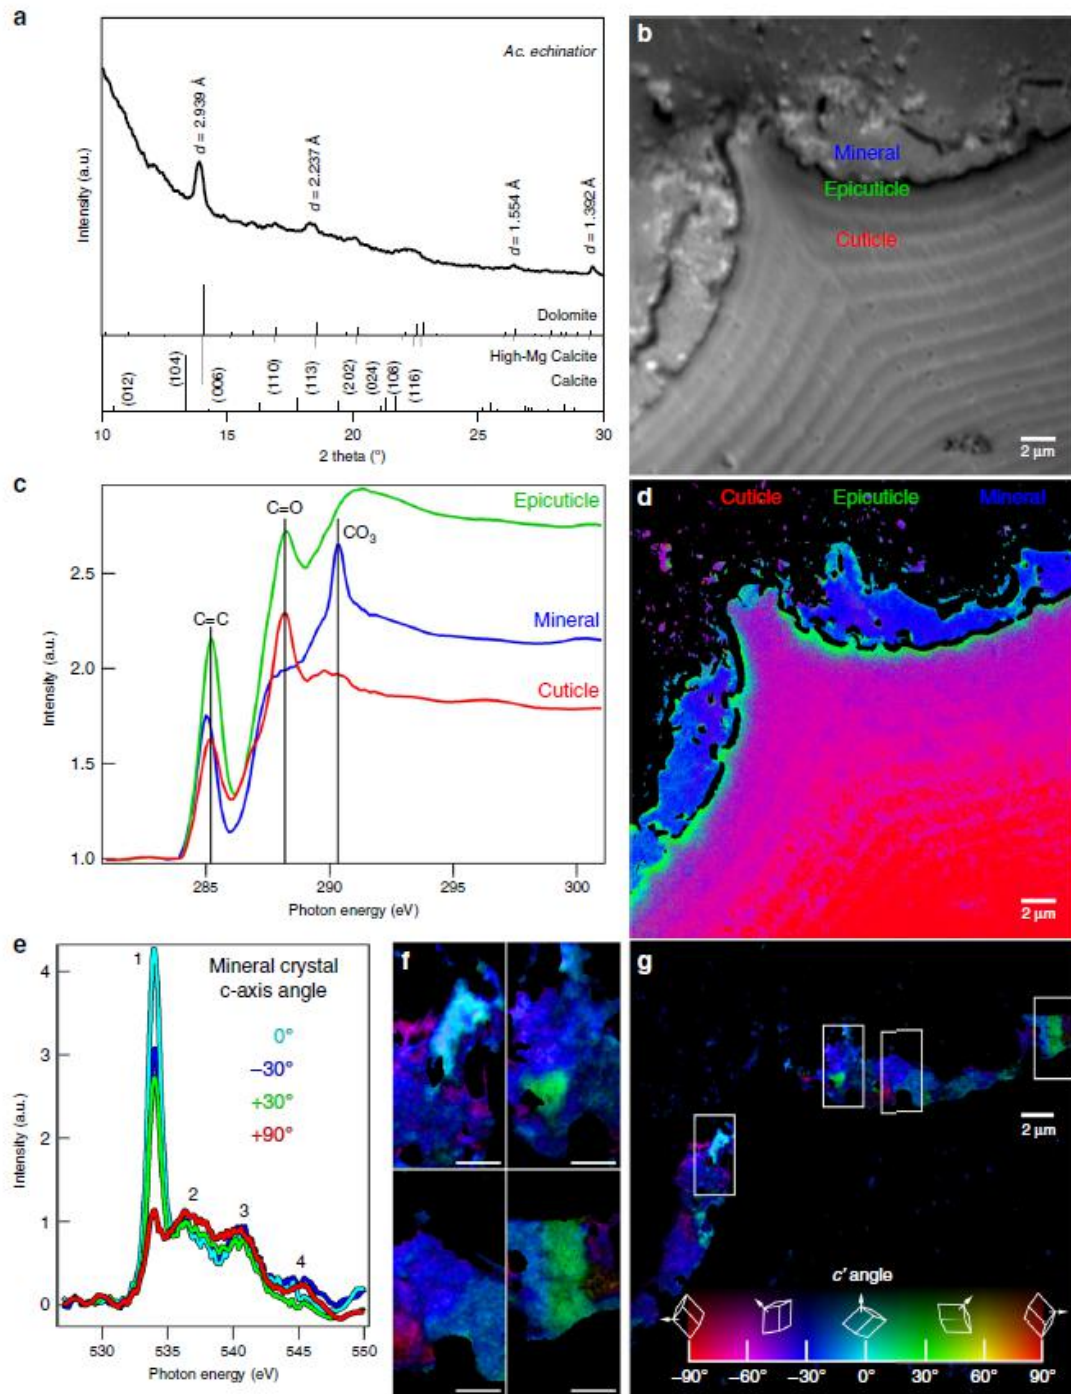 a
Ac. echinatior
d = 2.939 Å
d = 2.237 Å
d = 1.554 Å
d = 1.392 Å
Intensity (a.u.)
Dolomite
High-Mg Calcite
Calcite
(012)
(104)
(006)
(110)
(113)
(202)
(024)
(108)
(116)
10 15 20 25 30
2 theta (°)
b
Mineral
Epicuticle
Cuticle
2 μm
c
Epicuticle
C=O
CO3
C=C
Mineral
Cuticle
2.5
2.0
1.5
1.0
Intensity (a.u.)
285 290 295 300
Photon energy (eV)
d
Cuticle Epicuticle Mineral
2 μm
e
1
Mineral crystal
c-axis angle
0°
–30°
+30°
+90°
2
3
4
4
3
2
1
0
Intensity (a.u.)
530 535 540 545 550
Photon energy (eV)
f
g
2 μm
c′ angle
–90° –60° –30° 0° 30° 60° 90°